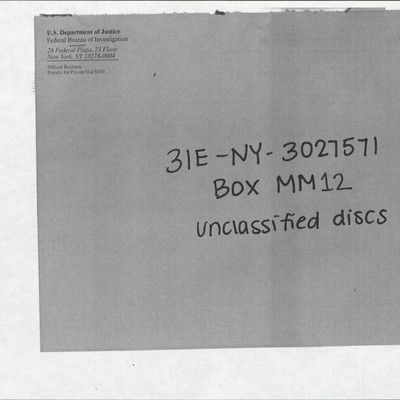 U.S. Department of Justice
Federal Bureau of Investigation
26 Federal Plaza, 23 Floor
New York, NY 10278-0004
Official Business
Penalty for Private Use $300
31E-NY-3027571
Box MM12
unclassified discs